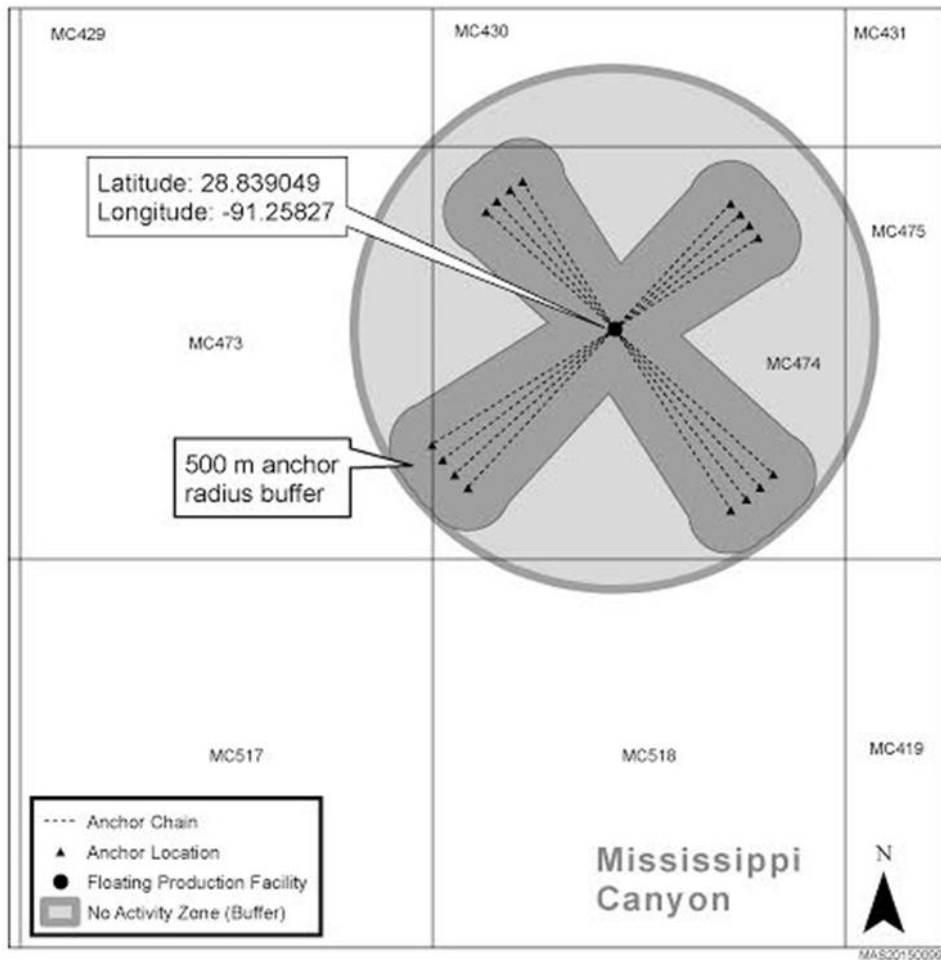 MC429
MC430
MC431
Latitude: 28.839049
Longitude: -91.25827
MC475
MC473
MC474
500 m anchor
radius buffer
MC517
MC518
MC419
Anchor Chain
Anchor Location
Floating Production Facility
No Activity Zone (Buffer)
Mississippi
Canyon
N
MAS20150096